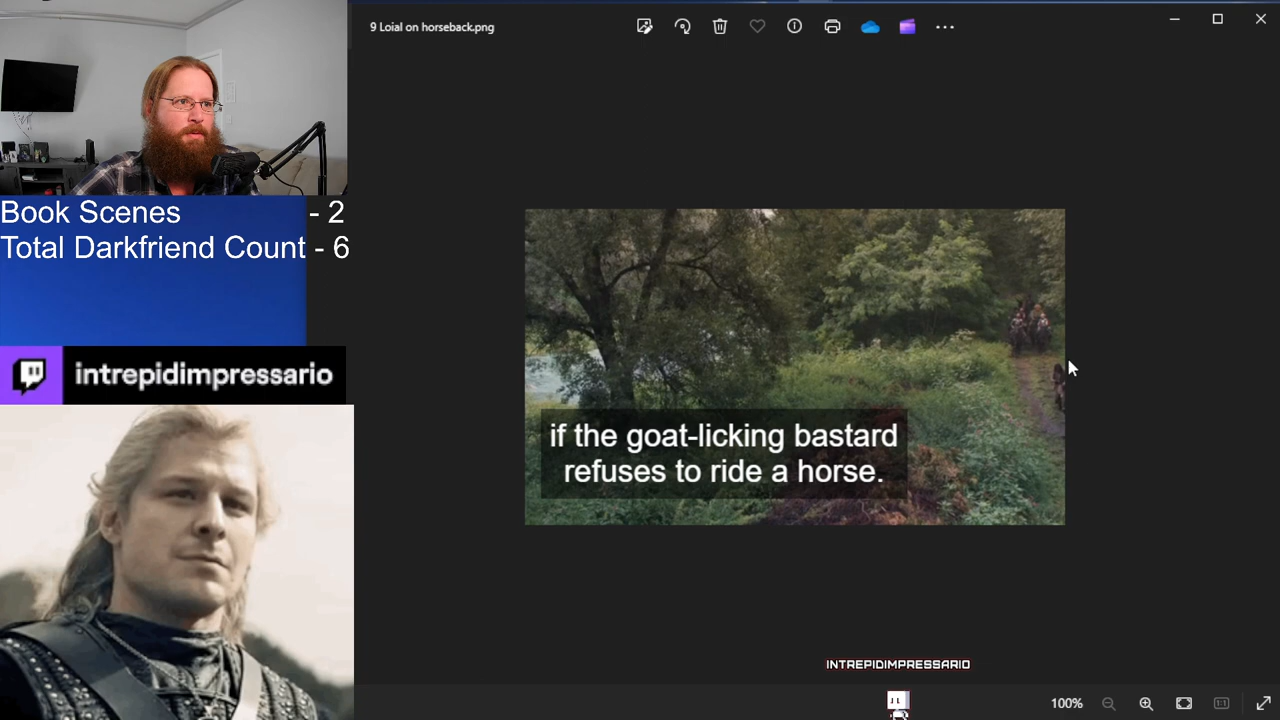 9 Loial on horseback.png
Book Scenes - 2
Total Darkfriend Count - 6
intrepidimpressario
if the goat-licking bastard
refuses to ride a horse.
INTREPIDIMPRESSARIO
100%